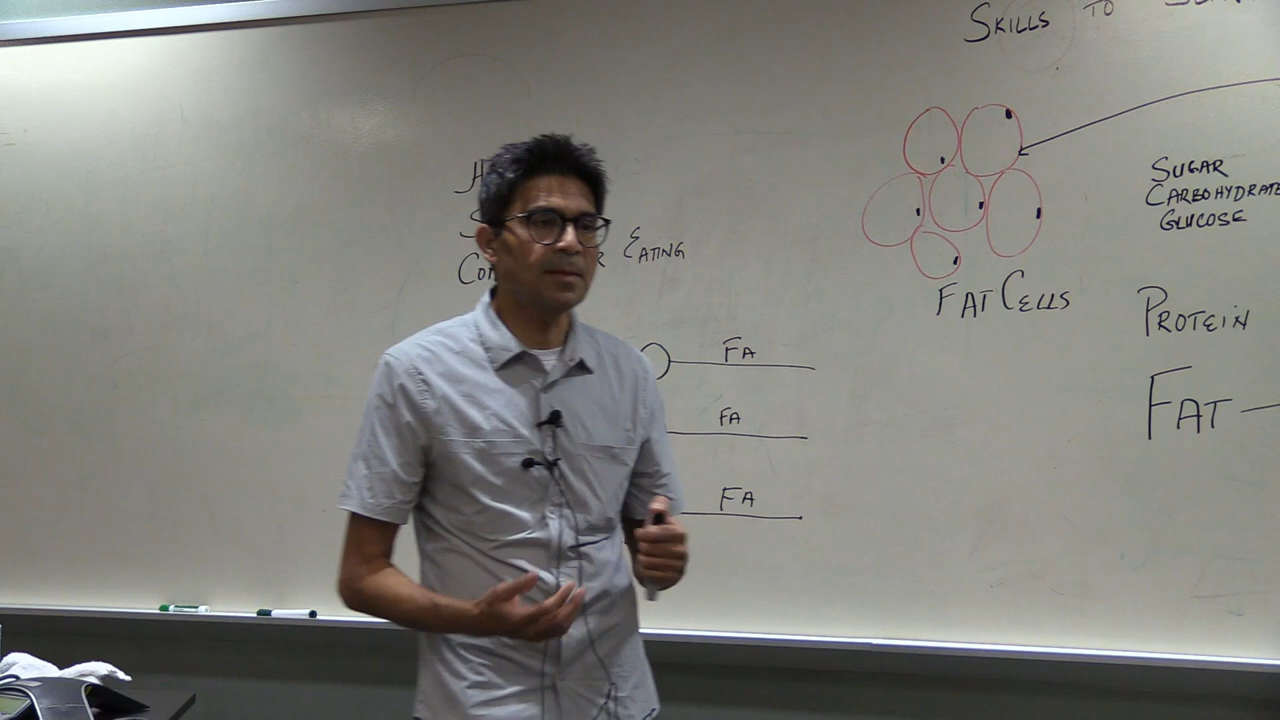 SKILLS TO
EATING
FAT CELLS
SUGAR
CARBOHYDRATE
GLUCOSE
PROTEIN
FAT
FA
FA
FA